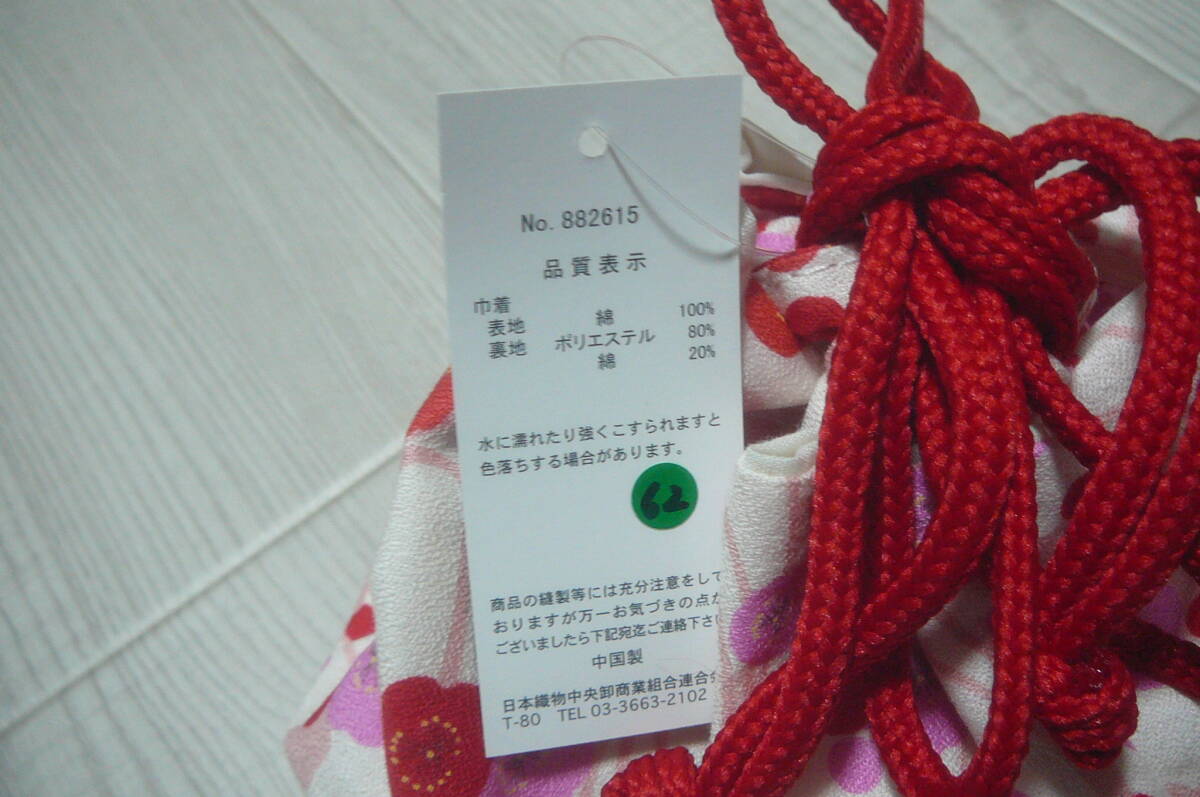 No. 882615
品質表示
巾着
表地 綿 100%
裏地 ポリエステル 80%
綿 20%
水に濡れたり強くこすられますと
色落ちする場合があります。
62
商品の縫製等には充分注意をして
おりますが万一お気づきの点が
ございましたら下記宛迄ご連絡下さい
中国製
日本織物中央卸商業組合連合会
T-80 TEL 03-3663-2102